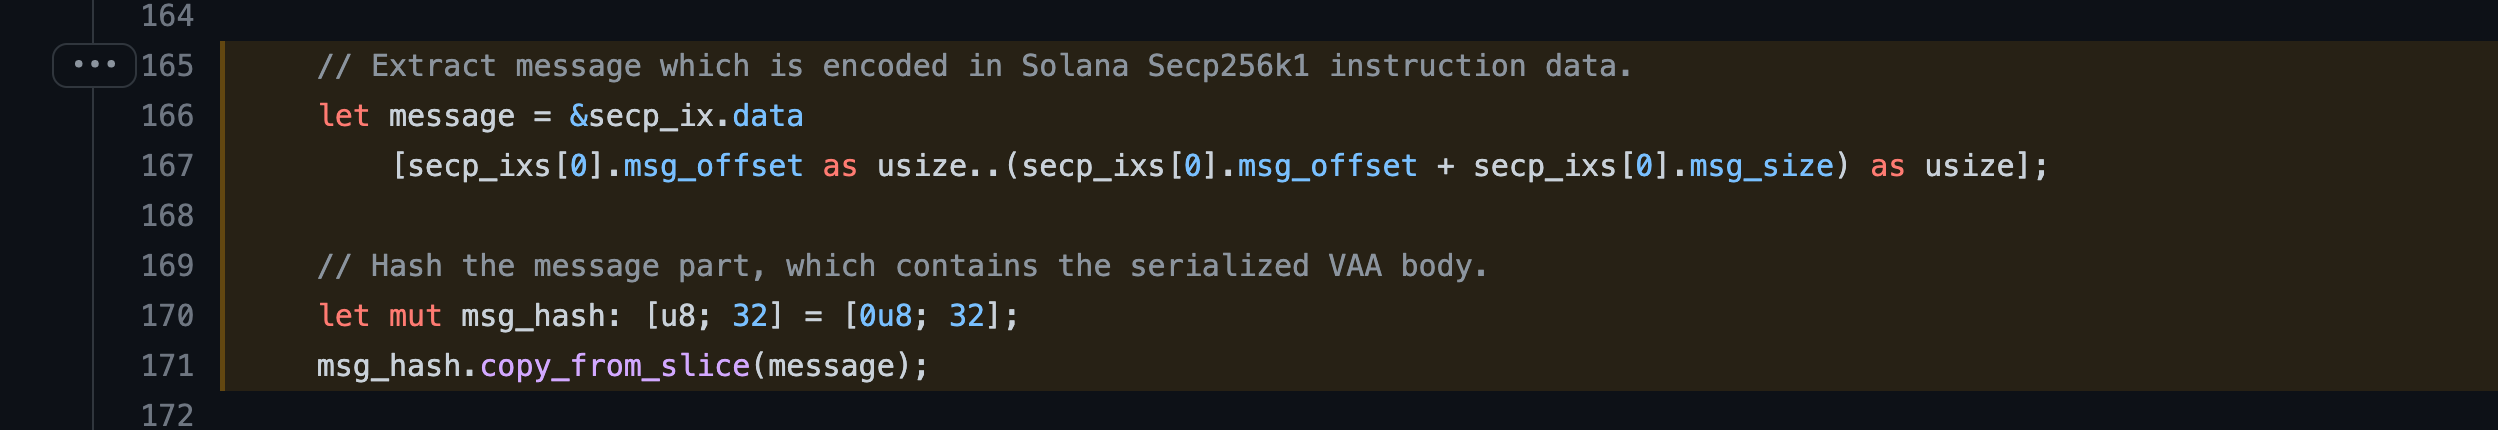 164
165 // Extract message which is encoded in Solana Secp256k1 instruction data.
166 let message = &secp_ix.data
167 [secp_ixs[0].msg_offset as usize..(secp_ixs[0].msg_offset + secp_ixs[0].msg_size) as usize];
168
169 // Hash the message part, which contains the serialized VAA body.
170 let mut msg_hash: [u8; 32] = [0u8; 32];
171 msg_hash.copy_from_slice(message);
172